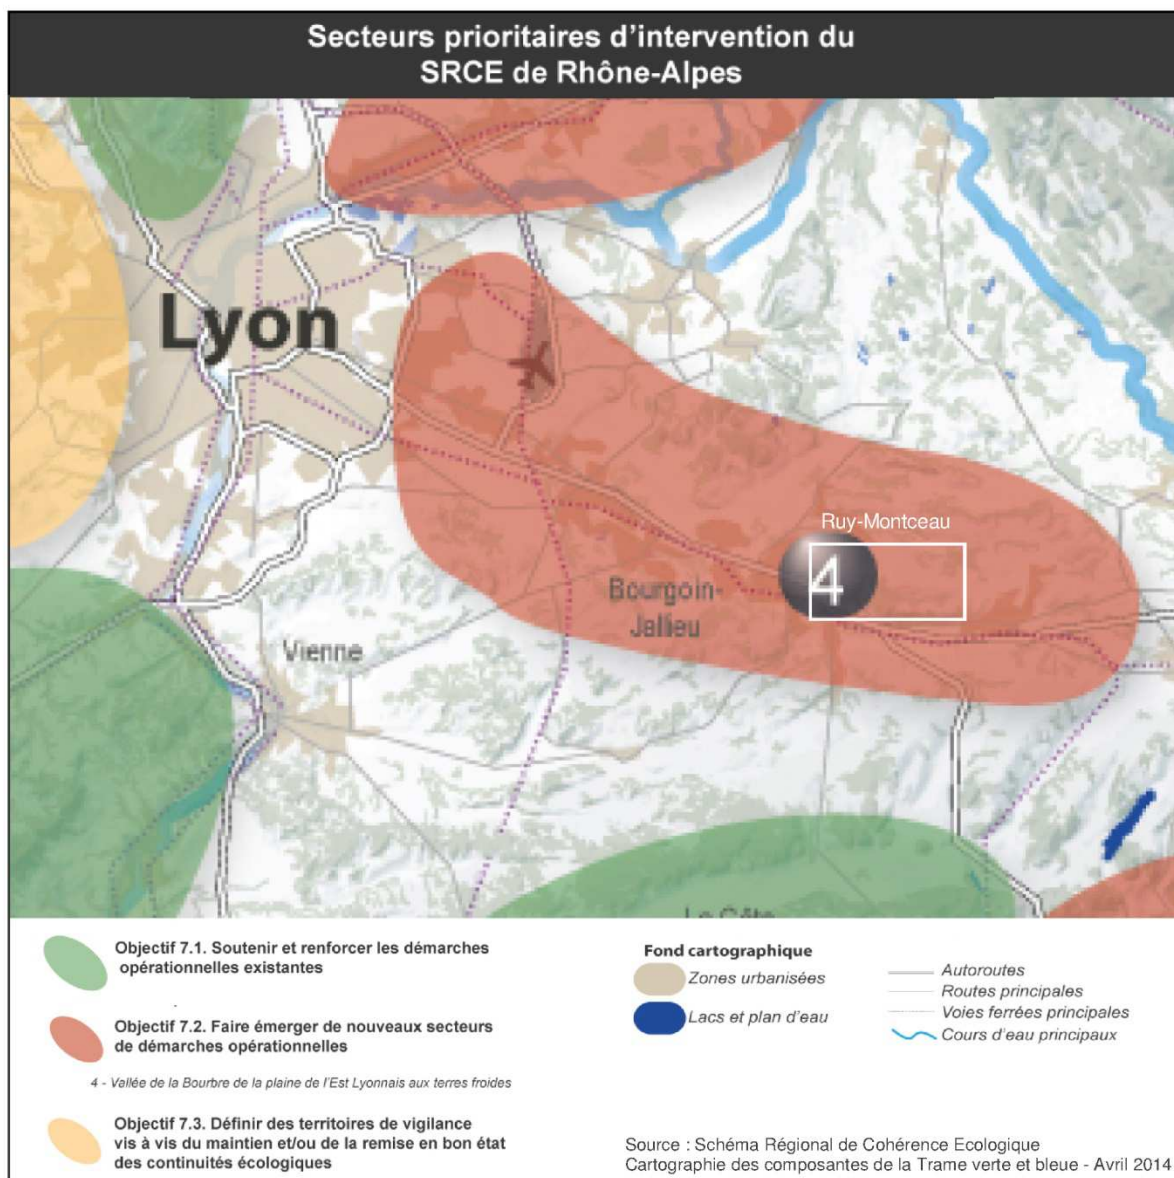 Secteurs prioritaires d'intervention du
SRCE de Rhône-Alpes
Lyon
Ruy-Montceau
4
Bourgoin-
Jallieu
Vienne
La Côte
Objectif 7.1. Soutenir et renforcer les démarches
opérationnelles existantes
Objectif 7.2. Faire émerger de nouveaux secteurs
de démarches opérationnelles
4 - Vallée de la Bourbre de la plaine de l'Est Lyonnais aux terres froides
Objectif 7.3. Définir des territoires de vigilance
vis à vis du maintien et/ou de la remise en bon état
des continuités écologiques
Fond cartographique
Zones urbanisées
Lacs et plan d'eau
Autoroutes
Routes principales
Voies ferrées principales
Cours d'eau principaux
Source : Schéma Régional de Cohérence Ecologique
Cartographie des composantes de la Trame verte et bleue - Avril 2014